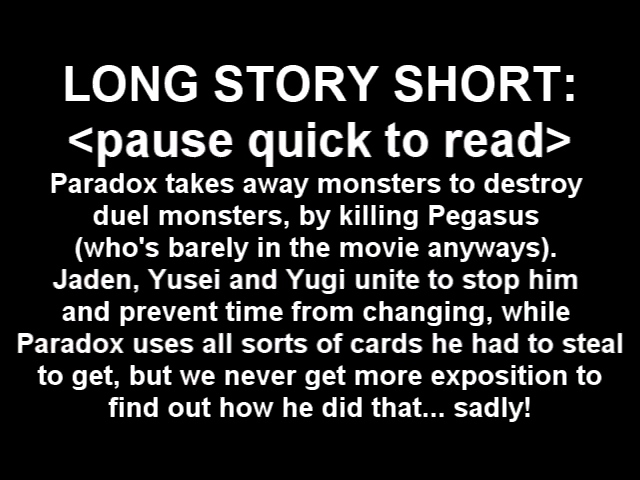 LONG STORY SHORT:
<pause quick to read>
Paradox takes away monsters to destroy
duel monsters, by killing Pegasus
(who's barely in the movie anyways).
Jaden, Yusei and Yugi unite to stop him
and prevent time from changing, while
Paradox uses all sorts of cards he had to steal
to get, but we never get more exposition to
find out how he did that... sadly!